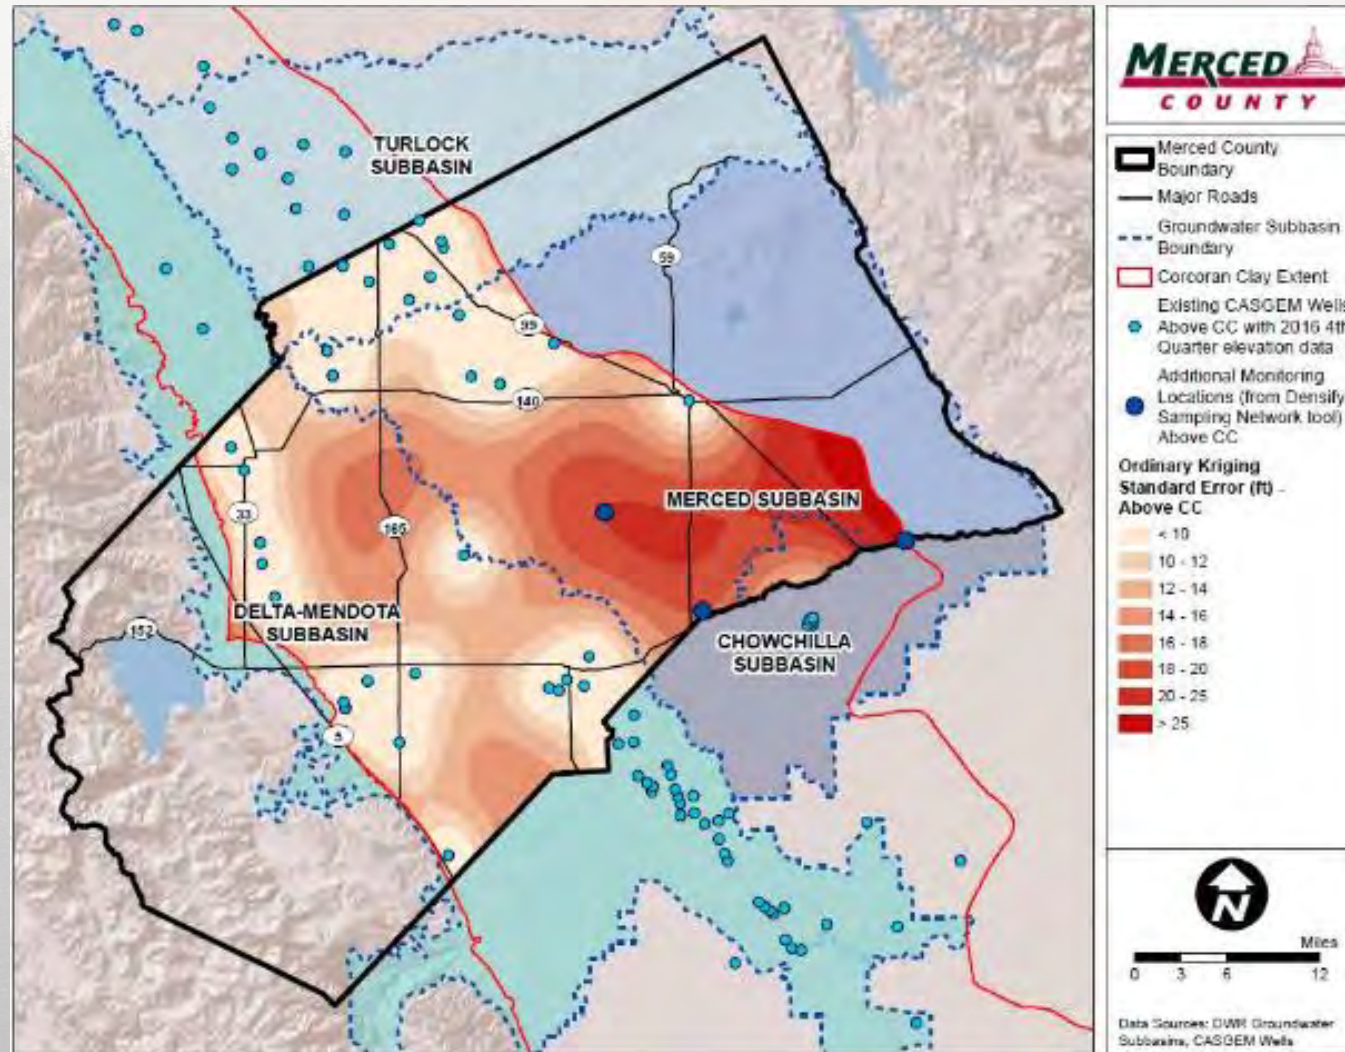 TURLOCK
SUBBASIN
59
99
140
MERCED SUBBASIN
33
165
DELTA-MENDOTA
SUBBASIN
152
CHOWCHILLA
SUBBASIN
5
MERCED
COUNTY
Merced County
Boundary
Major Roads
Groundwater Subbasin
Boundary
Corcoran Clay Extent
Existing CASGEM Wells
Above CC with 2016 4th
Quarter elevation data
Additional Monitoring
Locations (from Densify
Sampling Network tool)
Above CC
Ordinary Kriging
Standard Error (ft) -
Above CC
< 10
10 - 12
12 - 14
14 - 16
16 - 18
18 - 20
20 - 25
> 25
N
Miles
0 3 6 12
Data Sources: DWR Groundwater
Subbasins, CASGEM Wells